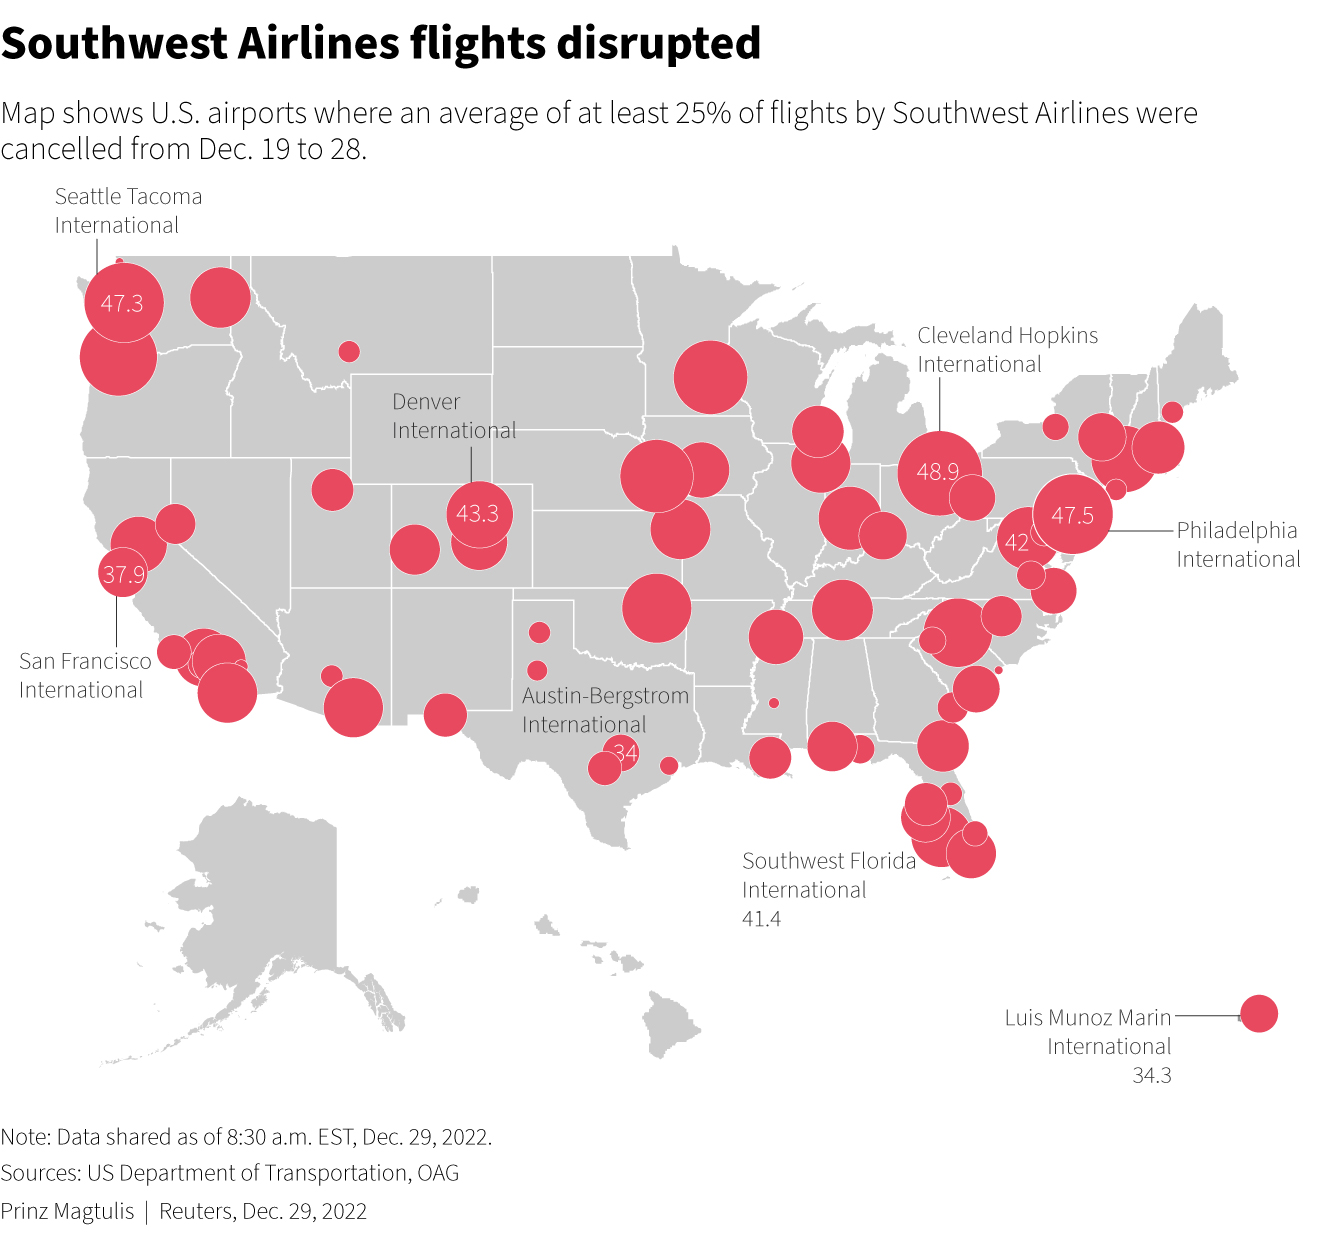 Southwest Airlines flights disrupted
Map shows U.S. airports where an average of at least 25% of flights by Southwest Airlines were
cancelled from Dec. 19 to 28.
Seattle Tacoma
International
47.3
Cleveland Hopkins
International
48.9
Denver
International
43.3
47.5
Philadelphia
International
42
37.9
San Francisco
International
Austin-Bergstrom
International
34
Southwest Florida
International
41.4
Luis Munoz Marin
International
34.3
Note: Data shared as of 8:30 a.m. EST, Dec. 29, 2022.
Sources: US Department of Transportation, OAG
Prinz Magtulis | Reuters, Dec. 29, 2022